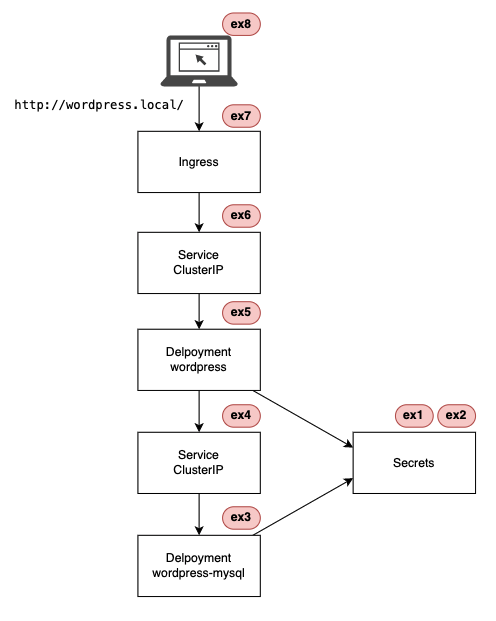 ex8
http://wordpress.local/
ex7
Ingress
ex6
Service
ClusterIP
ex5
Delpoyment
wordpress
ex4
ex1 ex2
Service
ClusterIP
Secrets
ex3
Delpoyment
wordpress-mysql